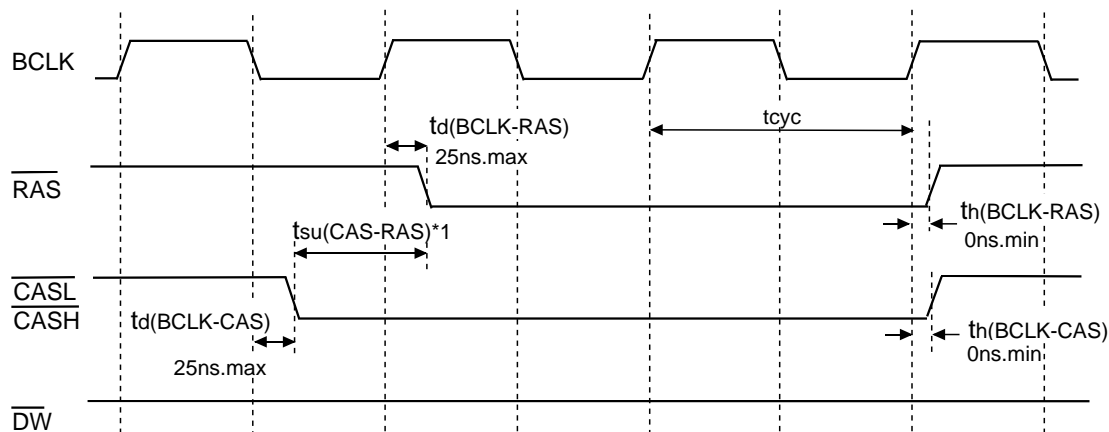 BCLK
td(BCLK-RAS)
25ns.max
tcyc
RAS
th(BCLK-RAS)
0ns.min
tsu(CAS-RAS)*1
CASL
CASH
td(BCLK-CAS)
25ns.max
th(BCLK-CAS)
0ns.min
DW